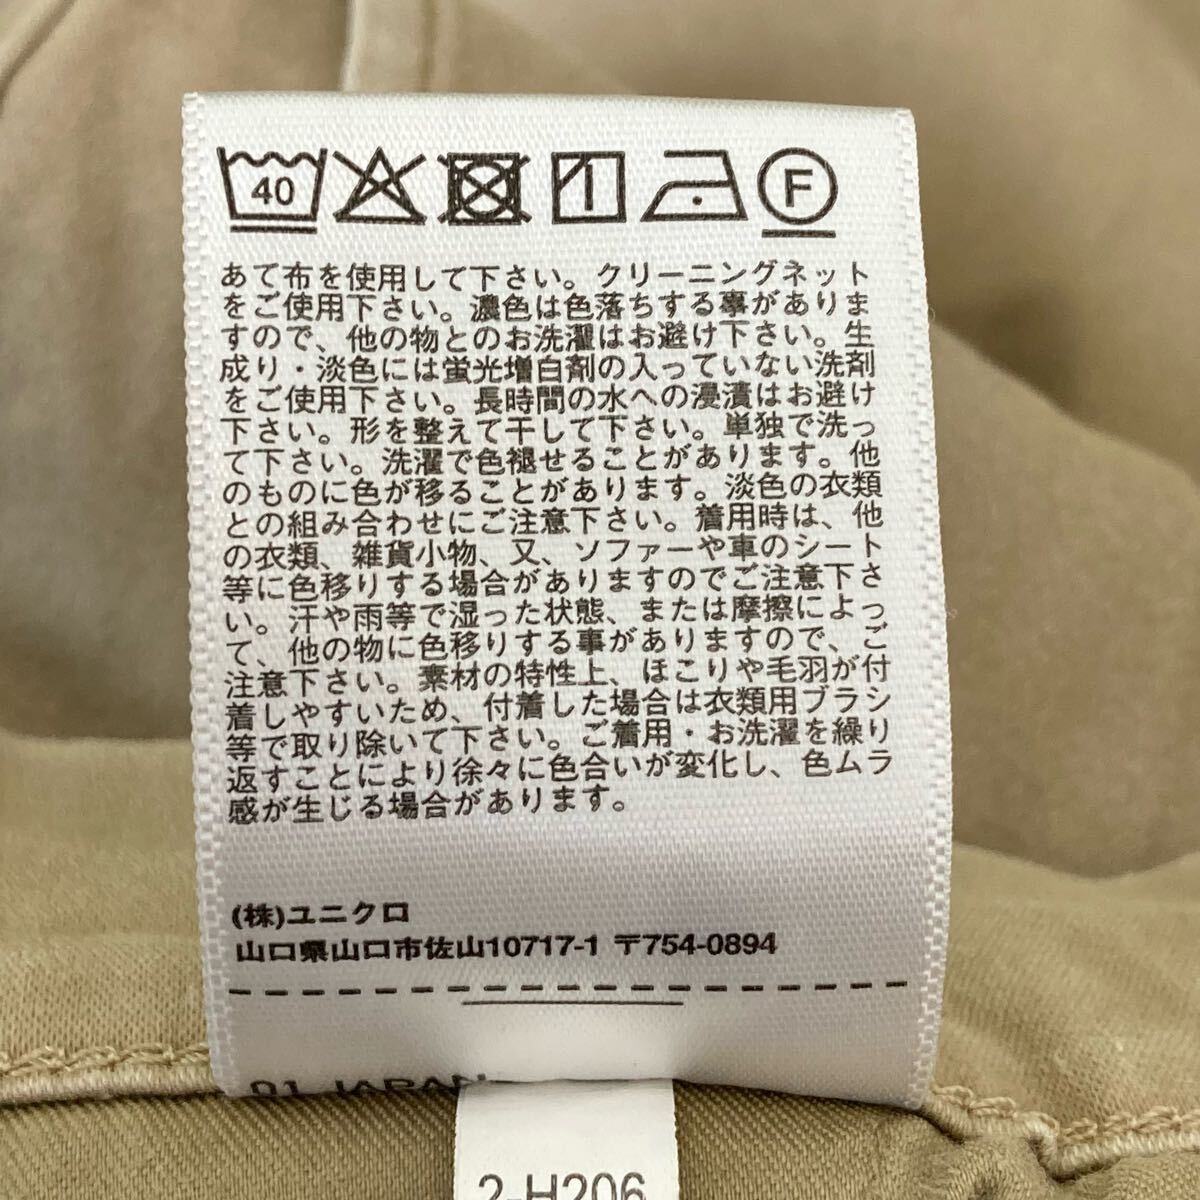 40 F
あて布を使用して下さい。クリーニングネット
をご使用下さい。濃色は色落ちする事がありま
すので、他の物とのお洗濯はお避け下さい。生
成り・淡色には蛍光増白剤の入っていない洗剤
をご使用下さい。長時間の水への浸漬はお避け
下さい。形を整えて干して下さい。単独で洗っ
て下さい。洗濯で色褪せることがあります。他
のものに色が移ることがあります。淡色の衣類
との組み合わせにご注意下さい。着用時は、他
の衣類、雑貨小物、又、ソファーや車のシート
等に色移りする場合がありますのでご注意下さ
い。汗や雨等で湿った状態、または摩擦によっ
て、他の物に色移りする事がありますので、ご
注意下さい。素材の特性上、ほこりや毛羽が付
着しやすいため、付着した場合は衣類用ブラシ
等で取り除いて下さい。ご着用・お洗濯を繰り
返すことにより徐々に色合いが変化し、色ムラ
感が生じる場合があります。
(株)ユニクロ
山口県山口市佐山10717-1 〒754-0894
01 JAPAN
2-H206